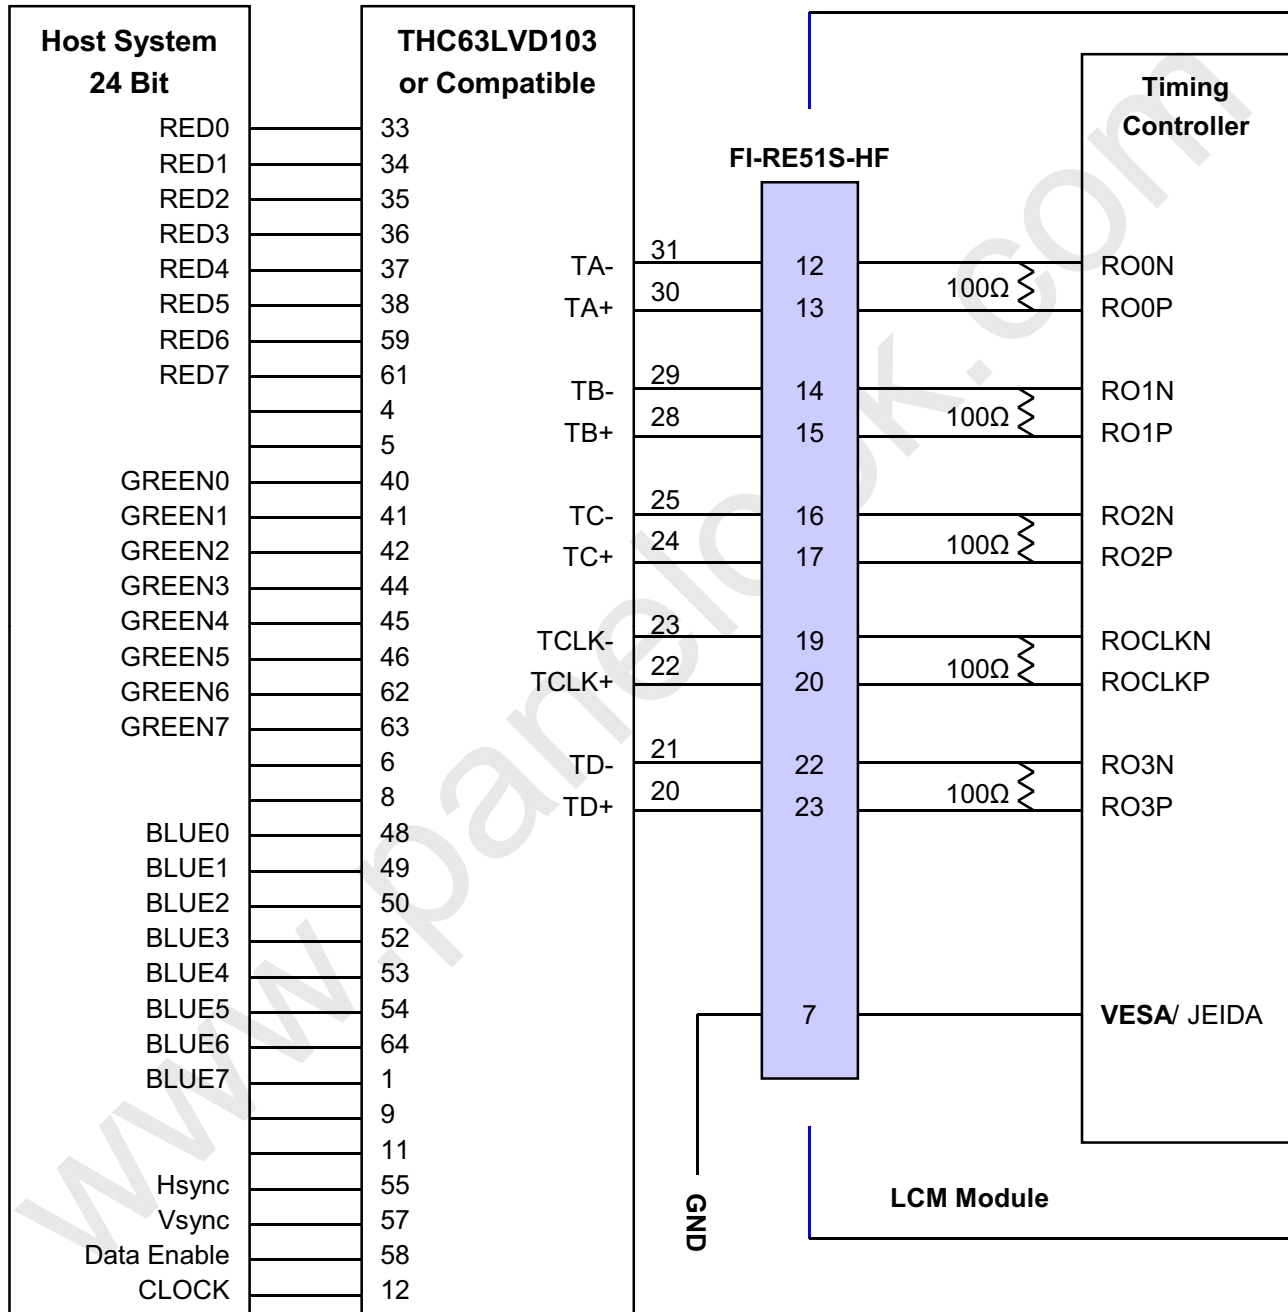 Host System
24 Bit
RED0
RED1
RED2
RED3
RED4
RED5
RED6
RED7
GREEN0
GREEN1
GREEN2
GREEN3
GREEN4
GREEN5
GREEN6
GREEN7
BLUE0
BLUE1
BLUE2
BLUE3
BLUE4
BLUE5
BLUE6
BLUE7
Hsync
Vsync
Data Enable
CLOCK
THC63LVD103
or Compatible
33
34
35
36
37
38
59
61
4
5
40
41
42
44
45
46
62
63
6
8
48
49
50
52
53
54
64
1
9
11
55
57
58
12
TA- 31
TA+ 30
TB- 29
TB+ 28
TC- 25
TC+ 24
TCLK- 23
TCLK+ 22
TD- 21
TD+ 20
FI-RE51S-HF
12
13
14
15
16
17
19
20
22
23
7
GND
100Ω
100Ω
100Ω
100Ω
100Ω
Timing
Controller
RO0N
RO0P
RO1N
RO1P
RO2N
RO2P
ROCLKN
ROCLKP
RO3N
RO3P
VESA/ JEIDA
LCM Module
www.panelook.com